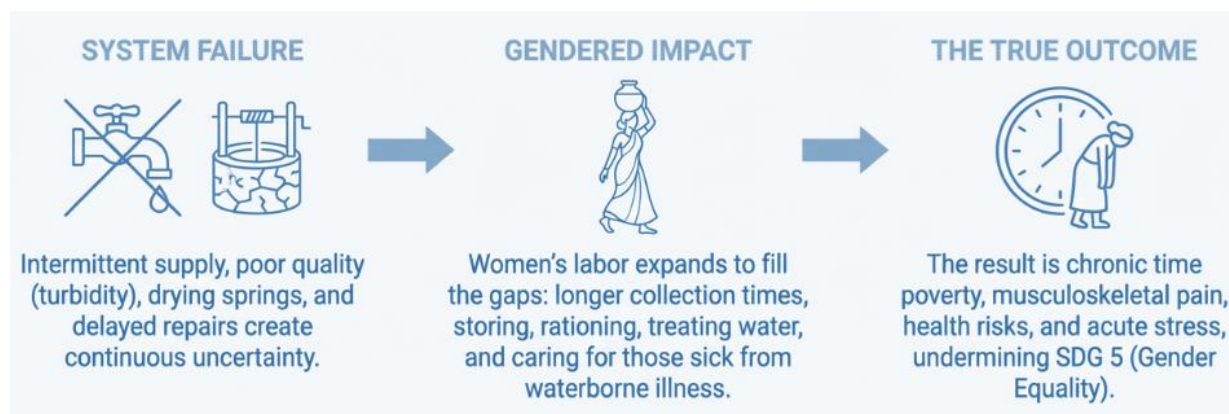 SYSTEM FAILURE
Intermittent supply, poor quality
(turbidity), drying springs, and
delayed repairs create
continuous uncertainty.
GENDERED IMPACT
Women's labor expands to fill
the gaps: longer collection times,
storing, rationing, treating water,
and caring for those sick from
waterborne illness.
THE TRUE OUTCOME
The result is chronic time
poverty, musculoskeletal pain,
health risks, and acute stress,
undermining SDG 5 (Gender
Equality).